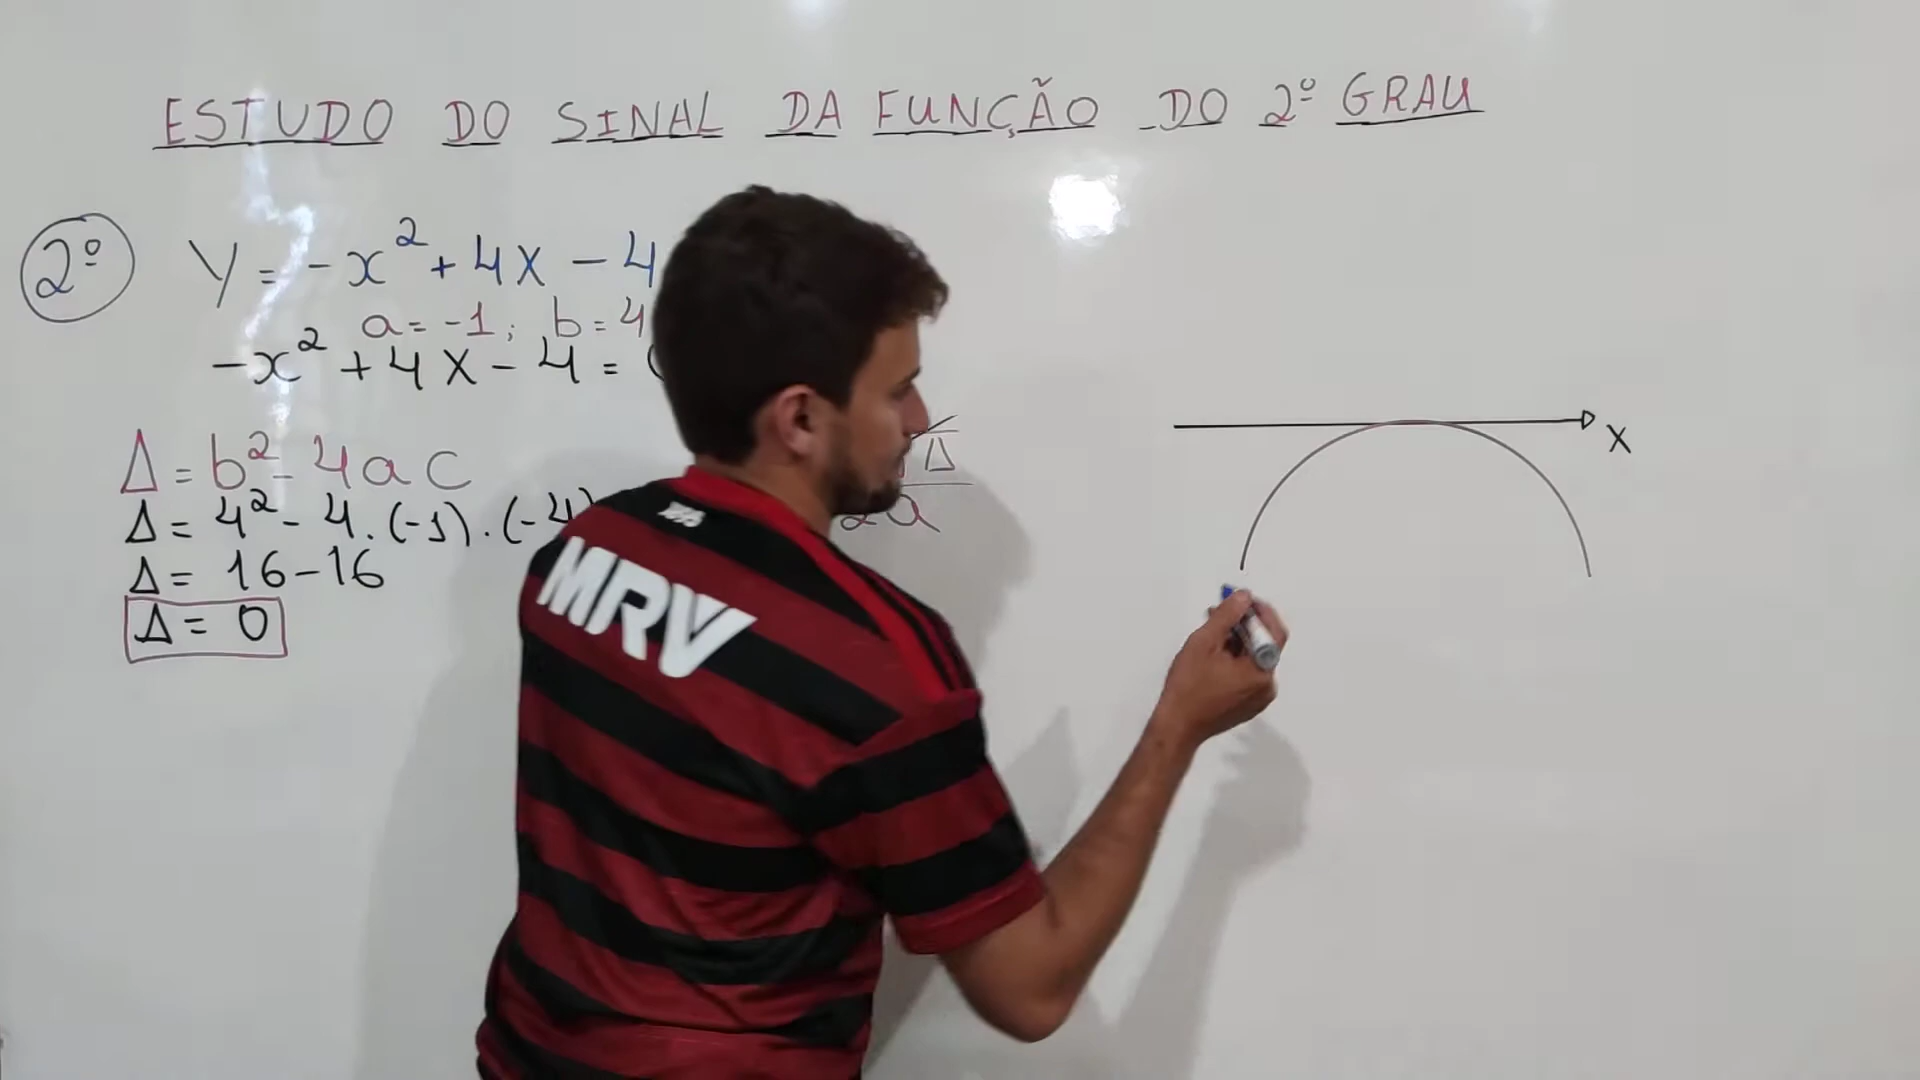 ESTUDO DO SINAL DA FUNÇÃO DO 2º GRAU
2º Y = -x² + 4X - 4
a = -1; b = 4
-x² + 4X - 4 =
Δ = b² - 4ac
Δ = 4² - 4.(-1).(-4)
Δ = 16-16
Δ = 0
√Δ
2a
X
MRV